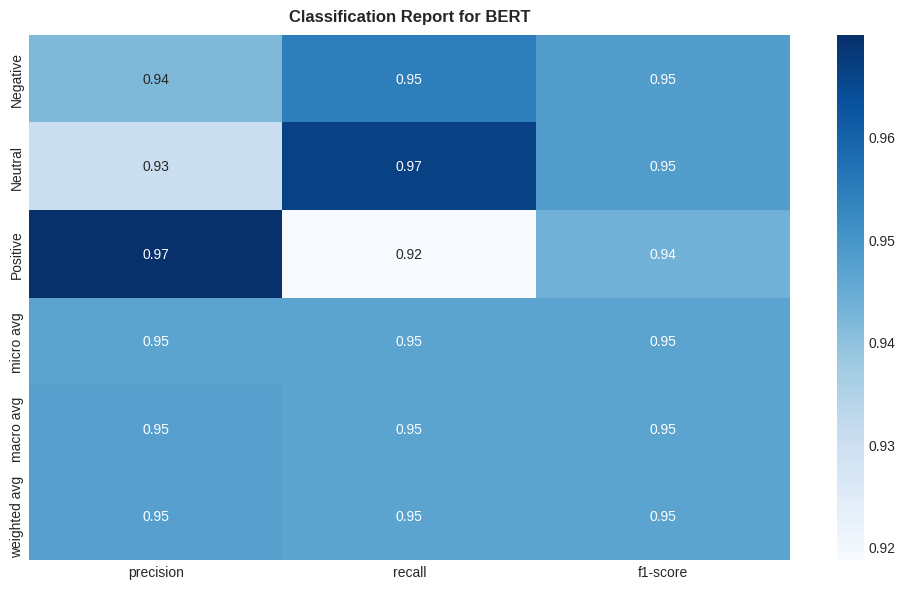 Classification Report for BERT
Negative 0.94 0.95 0.95
Neutral 0.93 0.97 0.95
Positive 0.97 0.92 0.94
micro avg 0.95 0.95 0.95
macro avg 0.95 0.95 0.95
weighted avg 0.95 0.95 0.95
precision recall f1-score
0.96
0.95
0.94
0.93
0.92